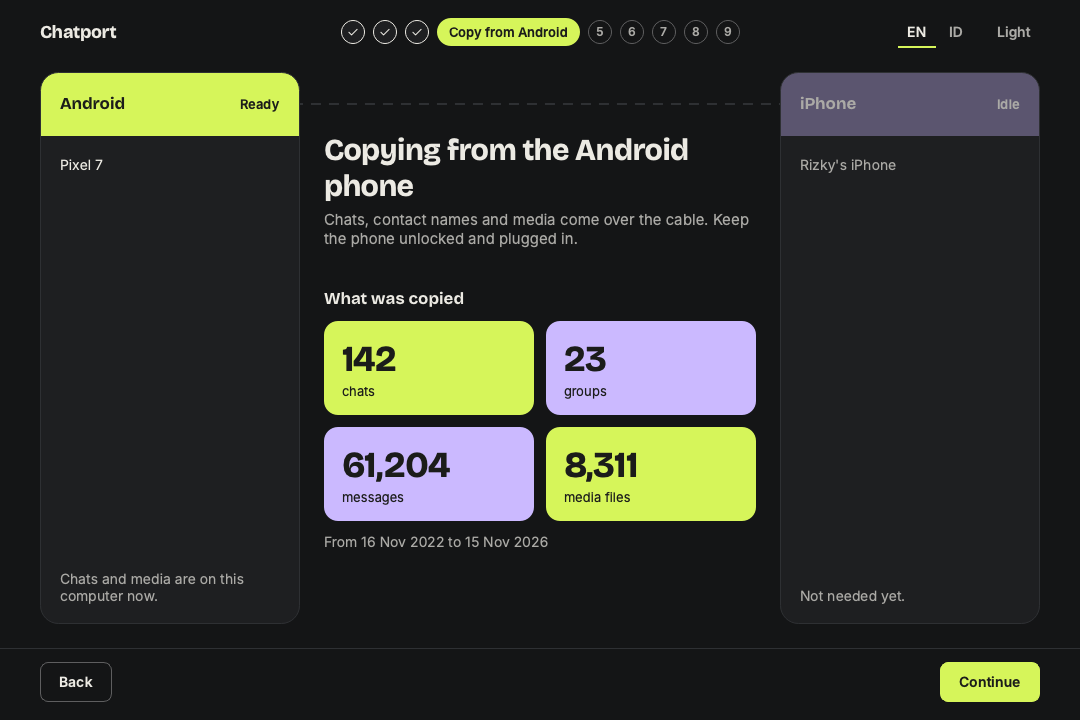 Chatport
Copy from Android
5
6
7
8
9
EN
ID
Light
Android
Ready
Pixel 7
Chats and media are on this
computer now.
Copying from the Android
phone
Chats, contact names and media come over the cable. Keep
the phone unlocked and plugged in.
What was copied
142
chats
23
groups
61,204
messages
8,311
media files
From 16 Nov 2022 to 15 Nov 2026
iPhone
Idle
Rizky's iPhone
Not needed yet.
Back
Continue